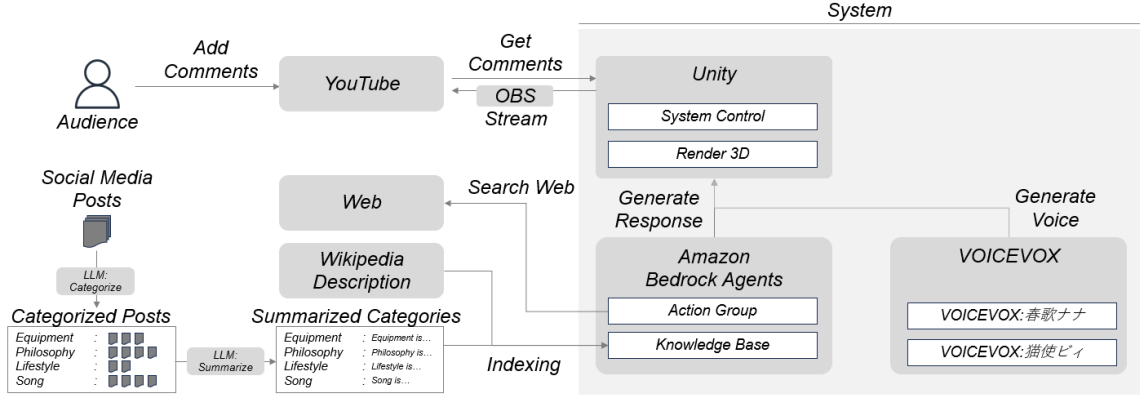 System
Add
Comments
Get
Comments
YouTube
Unity
OBS
Stream
System Control
Render 3D
Audience
Social Media
Posts
Web
Search Web
Generate
Response
Generate
Voice
Wikipedia
Description
Amazon
Bedrock Agents
VOICEVOX
LLM:
Categorize
Action Group
Knowledge Base
VOICEVOX:春歌ナナ
VOICEVOX:猫使ビィ
Categorized Posts
Equipment :
Philosophy :
Lifestyle :
Song :
LLM:
Summarize
Summarized Categories
Equipment : Equipment is…
Philosophy : Philosophy is…
Lifestyle : Lifestyle is…
Song : Song is…
Indexing